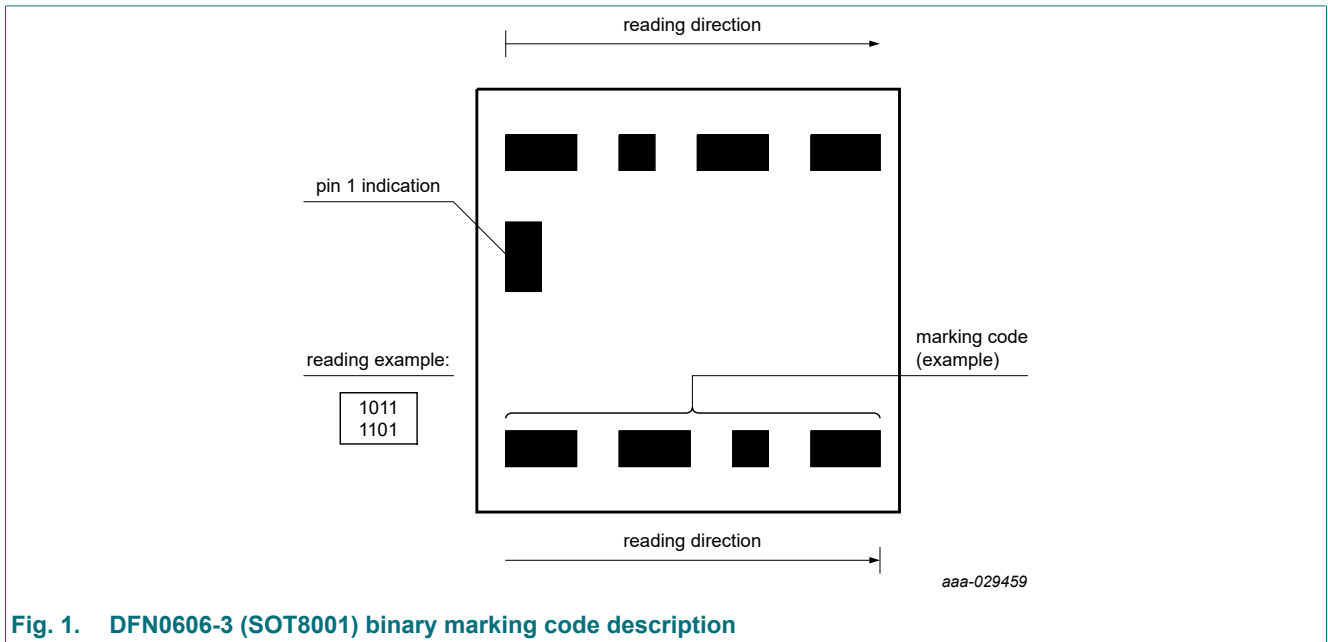 reading direction
pin 1 indication
marking code
(example)
reading example:
1011
1101
reading direction
aaa-029459
Fig. 1. DFN0606-3 (SOT8001) binary marking code description